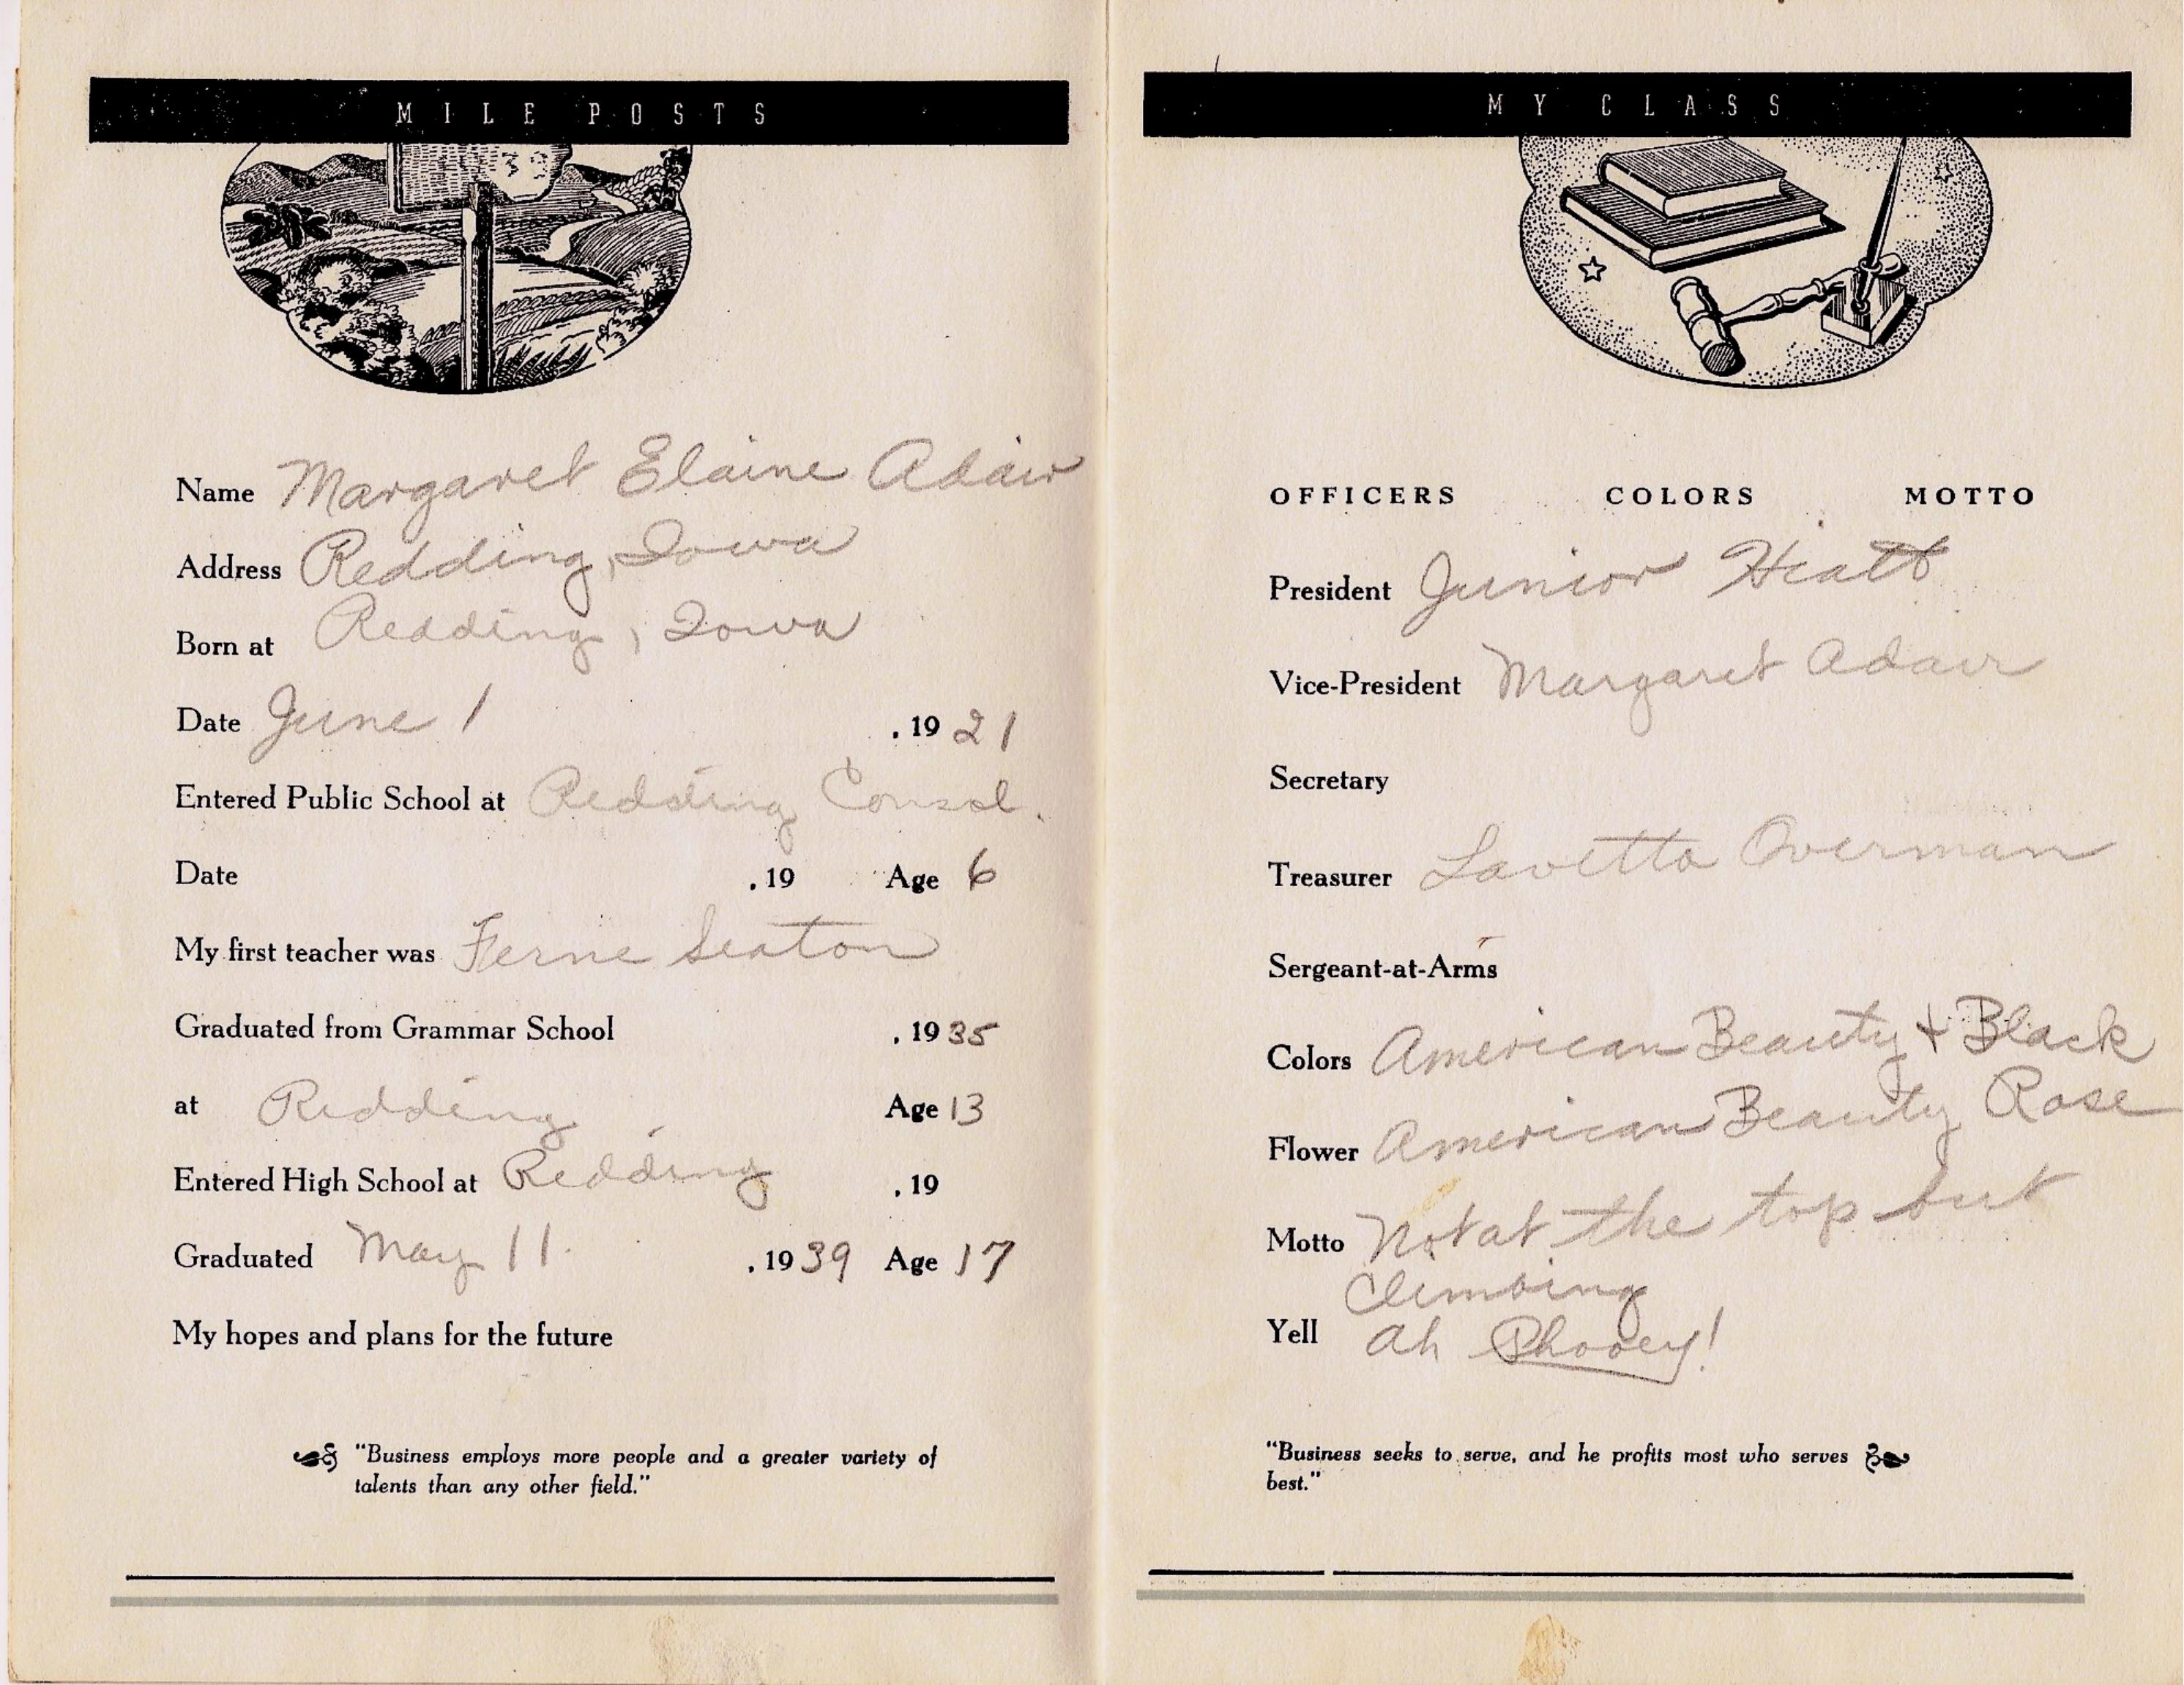 MILE POSTS
Name Margaret Elaine Adair
Address Redding, Iowa
Born at Redding, Iowa
Date June 1 , 19 21
Entered Public School at Redding Consol.
Date , 19 Age 6
My first teacher was Ferne Seaton
Graduated from Grammar School , 19 35
at Redding Age 13
Entered High School at Redding , 19
Graduated May 11 , 19 39 Age 17
My hopes and plans for the future
"Business employs more people and a greater variety of
talents than any other field."
MY CLASS
OFFICERS COLORS MOTTO
President Junior Hiatt
Vice-President Margaret Adair
Secretary
Treasurer Lavetta Overman
Sergeant-at-Arms
Colors American Beauty + Black
Flower American Beauty Rose
Motto Not at the top but
Climbing
Yell Ah Phooey!
"Business seeks to serve, and he profits most who serves
best."